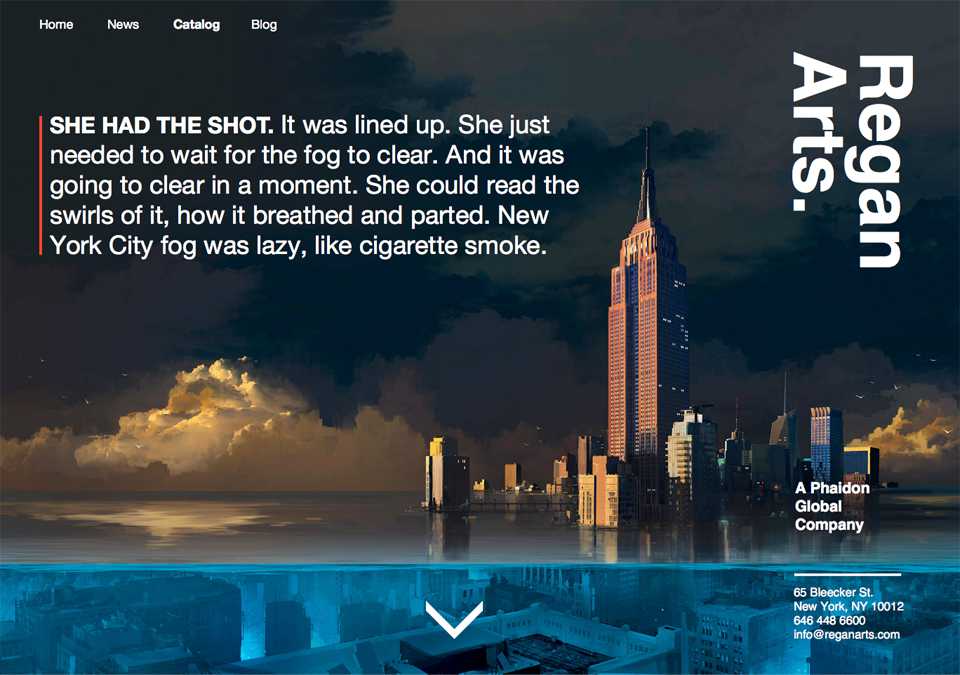 Home News Catalog Blog
Regan
Arts.
SHE HAD THE SHOT. It was lined up. She just
needed to wait for the fog to clear. And it was
going to clear in a moment. She could read the
swirls of it, how it breathed and parted. New
York City fog was lazy, like cigarette smoke.
A Phaidon
Global
Company
65 Bleecker St.
New York, NY 10012
646 448 6600
info@reganarts.com